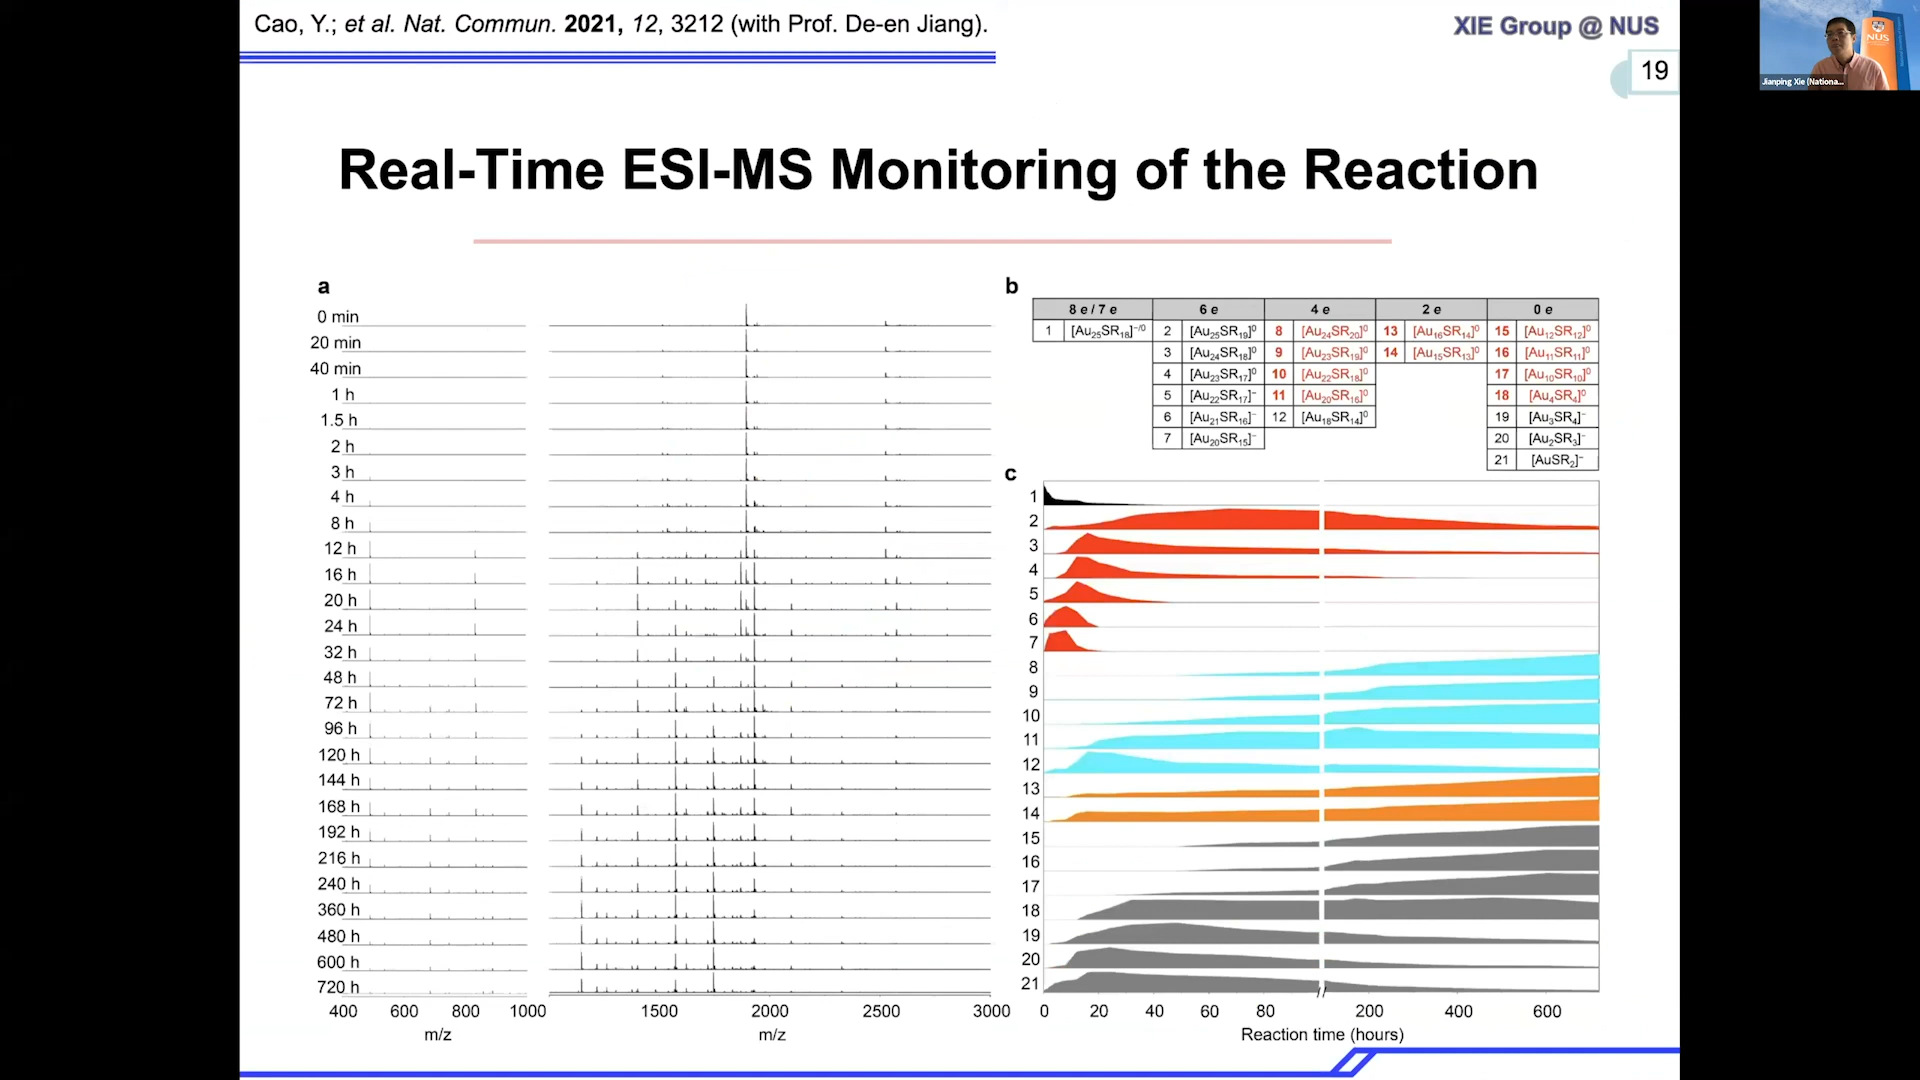 Cao, Y.; et al. Nat. Commun. 2021, 12, 3212 (with Prof. De-en Jiang).
XIE Group @ NUS
19
NUS
Jianping Xie (Nationa...
Real-Time ESI-MS Monitoring of the Reaction
a
0 min
20 min
40 min
1 h
1.5 h
2 h
3 h
4 h
8 h
12 h
16 h
20 h
24 h
32 h
48 h
72 h
96 h
120 h
144 h
168 h
192 h
216 h
240 h
360 h
480 h
600 h
720 h
400 600 800 1000 1500 2000 2500 3000
m/z m/z
b
8 e / 7 e 6 e 4 e 2 e 0 e
1 [Au₂₅SR₁₈]⁻/⁰ 2 [Au₂₅SR₁₉]⁰ 8 [Au₂₄SR₂₀]⁰ 13 [Au₁₆SR₁₄]⁰ 15 [Au₁₂SR₁₂]⁰
3 [Au₂₄SR₁₈]⁰ 9 [Au₂₃SR₁₉]⁰ 14 [Au₁₅SR₁₃]⁰ 16 [Au₁₁SR₁₁]⁰
4 [Au₂₃SR₁₇]⁰ 10 [Au₂₂SR₁₈]⁰ 17 [Au₁₀SR₁₀]⁰
5 [Au₂₂SR₁₇]⁻ 11 [Au₂₀SR₁₆]⁰ 18 [Au₄SR₄]⁰
6 [Au₂₁SR₁₆]⁻ 12 [Au₁₈SR₁₄]⁰ 19 [Au₃SR₄]⁻
7 [Au₂₀SR₁₅]⁻ 20 [Au₂SR₃]⁻
21 [AuSR₂]⁻
c
1
2
3
4
5
6
7
8
9
10
11
12
13
14
15
16
17
18
19
20
21
0 20 40 60 80 200 400 600
Reaction time (hours)